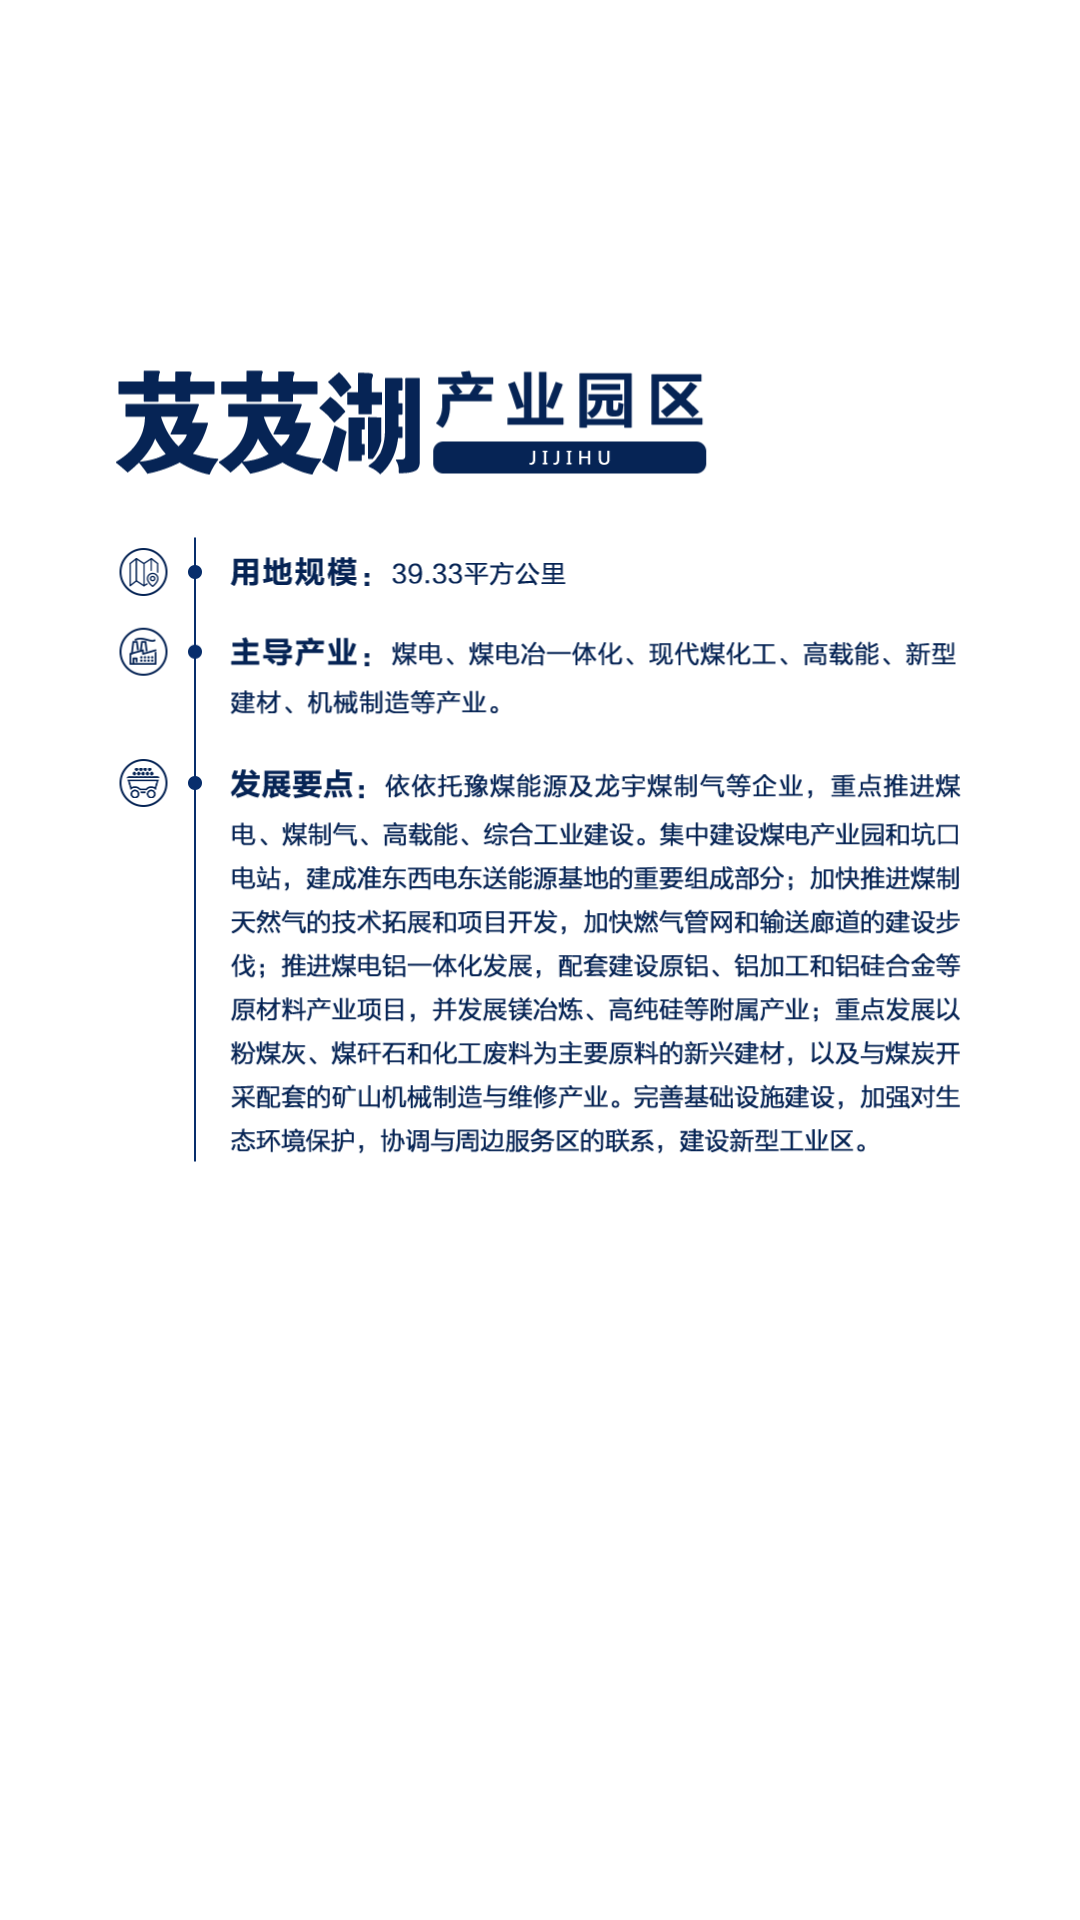 芨芨湖产业园区
JIJIHU
用地规模：39.33平方公里
主导产业：煤电、煤电冶一体化、现代煤化工、高载能、新型
建材、机械制造等产业。
发展要点：依依托豫煤能源及龙宇煤制气等企业，重点推进煤
电、煤制气、高载能、综合工业建设。集中建设煤电产业园和坑口
电站，建成准东西电东送能源基地的重要组成部分；加快推进煤制
天然气的技术拓展和项目开发，加快燃气管网和输送廊道的建设步
伐；推进煤电铝一体化发展，配套建设原铝、铝加工和铝硅合金等
原材料产业项目，并发展镁冶炼、高纯硅等附属产业；重点发展以
粉煤灰、煤矸石和化工废料为主要原料的新兴建材，以及与煤炭开
采配套的矿山机械制造与维修产业。完善基础设施建设，加强对生
态环境保护，协调与周边服务区的联系，建设新型工业区。